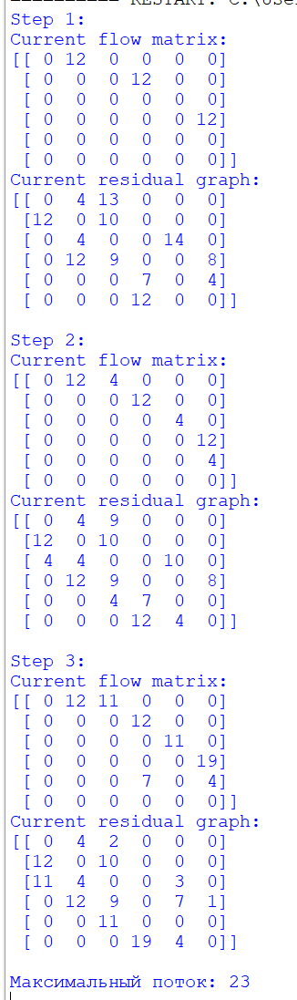 ========== RESTART: C:\Use
Step 1:
Current flow matrix:
[[ 0 12  0  0  0  0]
 [ 0  0  0 12  0  0]
 [ 0  0  0  0  0  0]
 [ 0  0  0  0  0 12]
 [ 0  0  0  0  0  0]
 [ 0  0  0  0  0  0]]
Current residual graph:
[[ 0  4 13  0  0  0]
 [12  0 10  0  0  0]
 [ 0  4  0  0 14  0]
 [ 0 12  9  0  0  8]
 [ 0  0  0  7  0  4]
 [ 0  0  0 12  0  0]]

Step 2:
Current flow matrix:
[[ 0 12  4  0  0  0]
 [ 0  0  0 12  0  0]
 [ 0  0  0  0  4  0]
 [ 0  0  0  0  0 12]
 [ 0  0  0  0  0  4]
 [ 0  0  0  0  0  0]]
Current residual graph:
[[ 0  4  9  0  0  0]
 [12  0 10  0  0  0]
 [ 4  4  0  0 10  0]
 [ 0 12  9  0  0  8]
 [ 0  0  4  7  0  0]
 [ 0  0  0 12  4  0]]

Step 3:
Current flow matrix:
[[ 0 12 11  0  0  0]
 [ 0  0  0 12  0  0]
 [ 0  0  0  0 11  0]
 [ 0  0  0  0  0 19]
 [ 0  0  0  7  0  4]
 [ 0  0  0  0  0  0]]
Current residual graph:
[[ 0  4  2  0  0  0]
 [12  0 10  0  0  0]
 [11  4  0  0  3  0]
 [ 0 12  9  0  7  1]
 [ 0  0 11  0  0  0]
 [ 0  0  0 19  4  0]]

Максимальный поток: 23